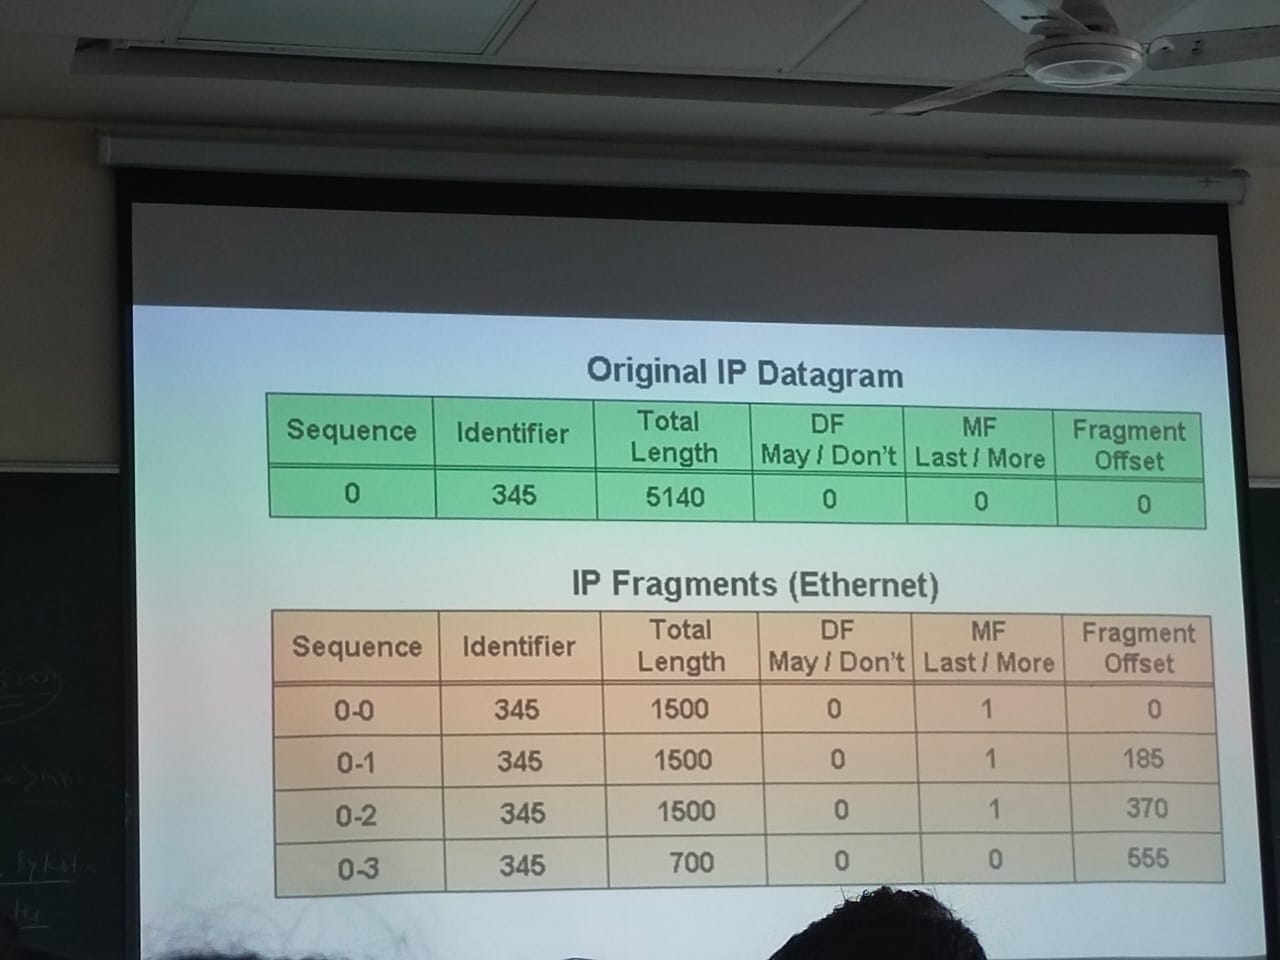 Original IP Datagram
Sequence Identifier Total Length DF May / Don't MF Last / More Fragment Offset
0 345 5140 0 0 0
IP Fragments (Ethernet)
Sequence Identifier Total Length DF May / Don't MF Last / More Fragment Offset
0-0 345 1500 0 1 0
0-1 345 1500 0 1 185
0-2 345 1500 0 1 370
0-3 345 700 0 0 555